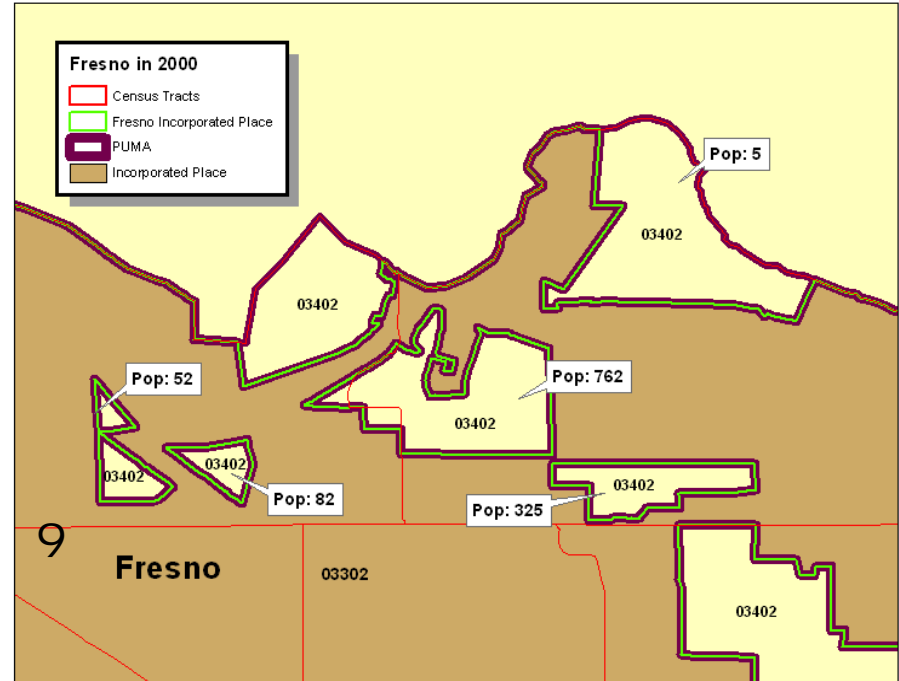 Fresno in 2000
Census Tracts
Fresno Incorporated Place
PUMA
Incorporated Place
Pop: 5
03402
03402
Pop: 52
Pop: 762
03402
03402
03402
Pop: 82
03402
Pop: 325
9
Fresno
03302
03402